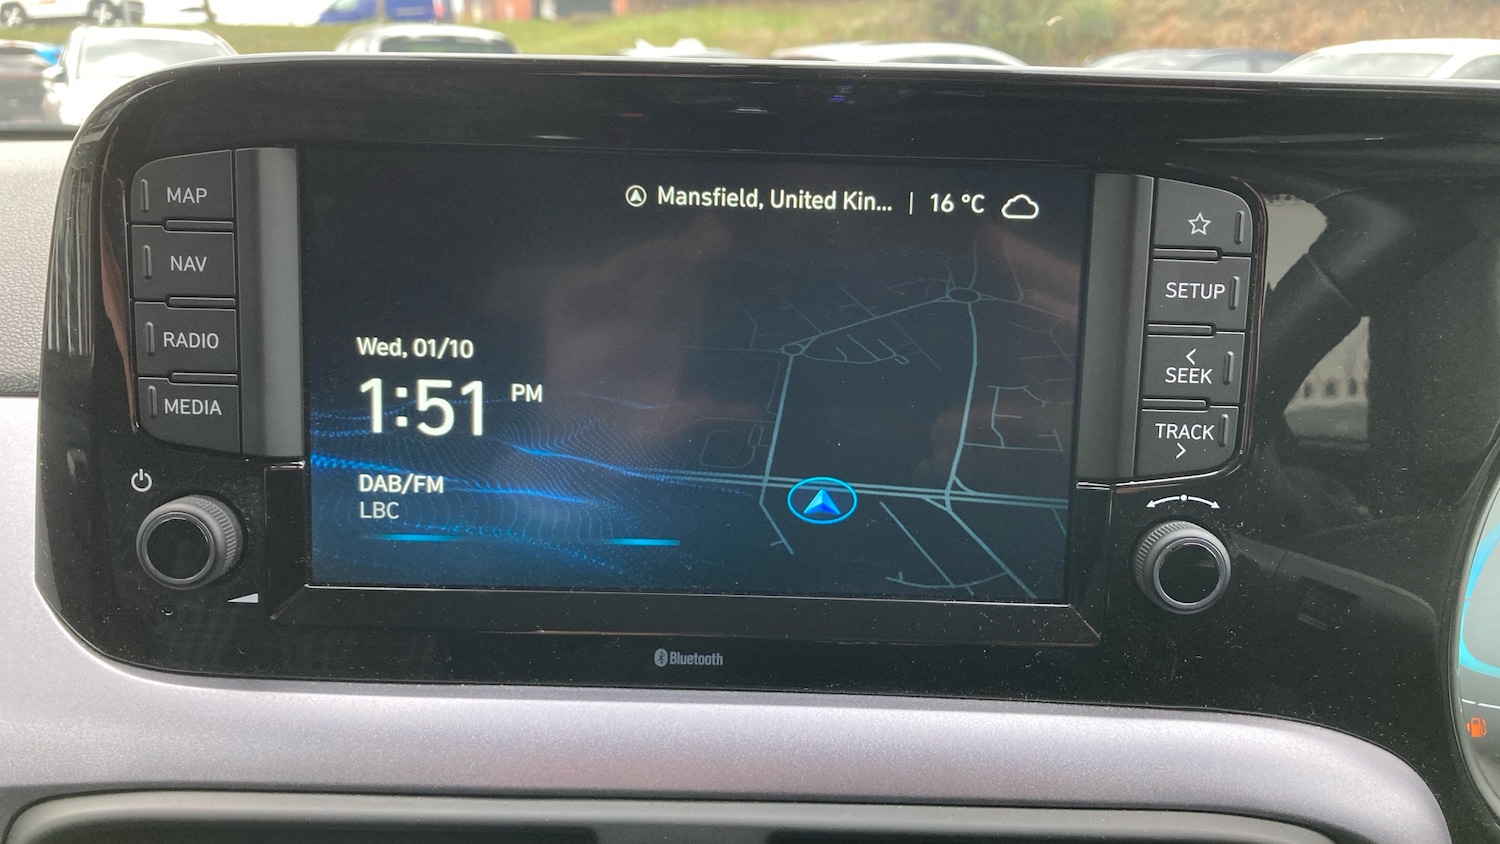 Mansfield, United Kin... | 16 °C
MAP
NAV
RADIO
MEDIA
Wed, 01/10
1:51 PM
DAB/FM
LBC
SETUP
< SEEK
TRACK >
Bluetooth